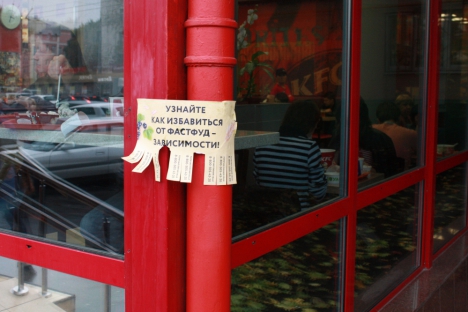 УЗНАЙТЕ
КАК ИЗБАВИТЬСЯ
ОТ ФАСТФУД –
ЗАВИСИМОСТИ!
KFC